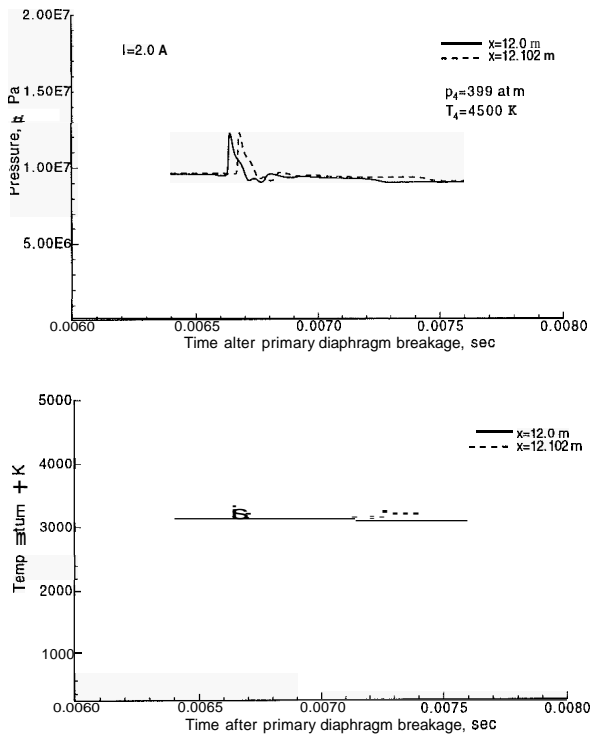 2.00E7
I=2.0 A
x=12.0 m
x=12.102 m
1.50E7
p4=399 atm
T4=4500 K
Pressure, Pa
1.00E7
5.00E6
0.0060 0.0065 0.0070 0.0075 0.0080
Time alter primary diaphragm breakage, sec
5000
x=12.0 m
x=12.102 m
4000
3000
2000
1000
0.0060 0.0065 0.0070 0.0075 0.0080
Time after primary diaphragm breakage, sec